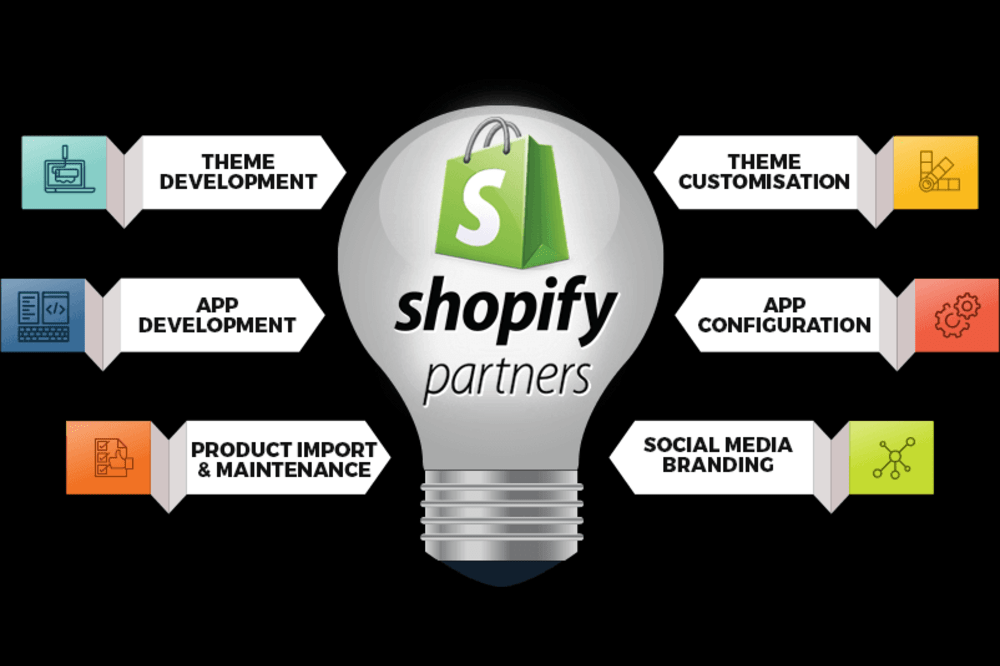 THEME
DEVELOPMENT
THEME
CUSTOMISATION
S
shopify
partners
APP
DEVELOPMENT
APP
CONFIGURATION
PRODUCT IMPORT
& MAINTENANCE
SOCIAL MEDIA
BRANDING